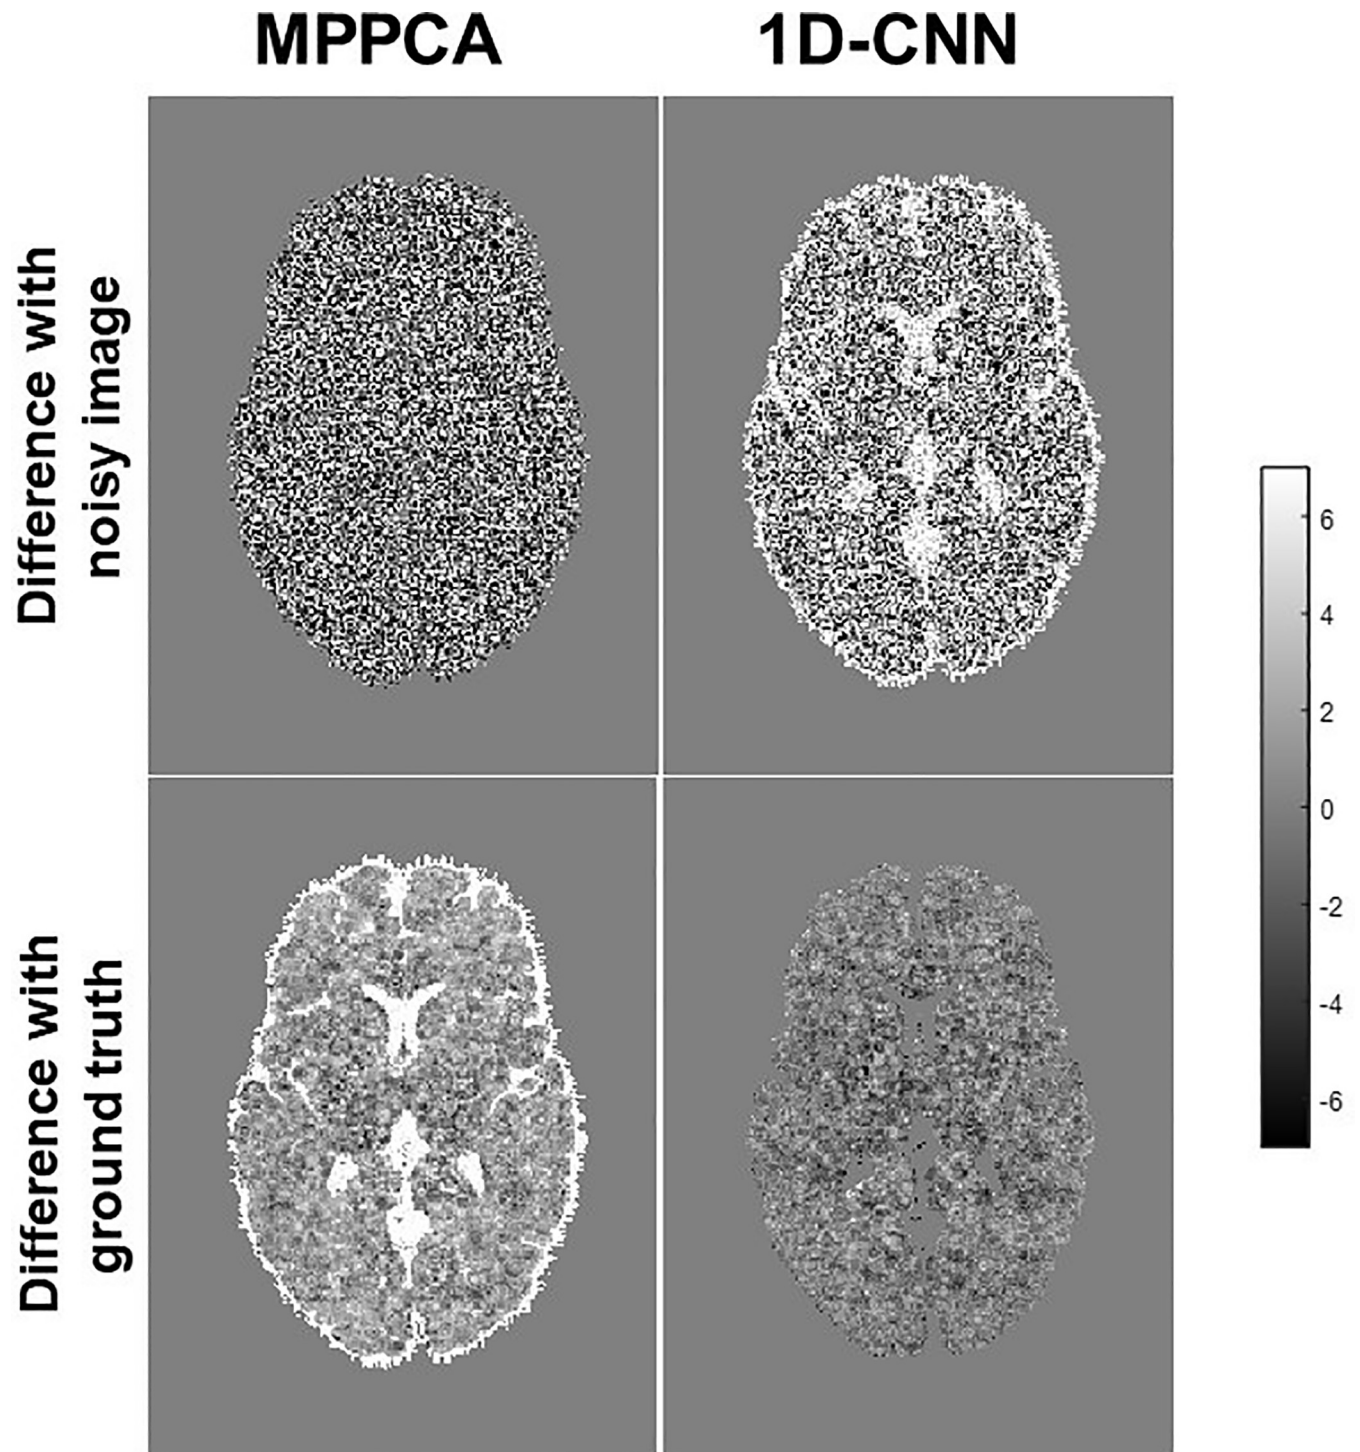 MPPCA
1D-CNN
Difference with
noisy image
Difference with
ground truth
6
4
2
0
-2
-4
-6